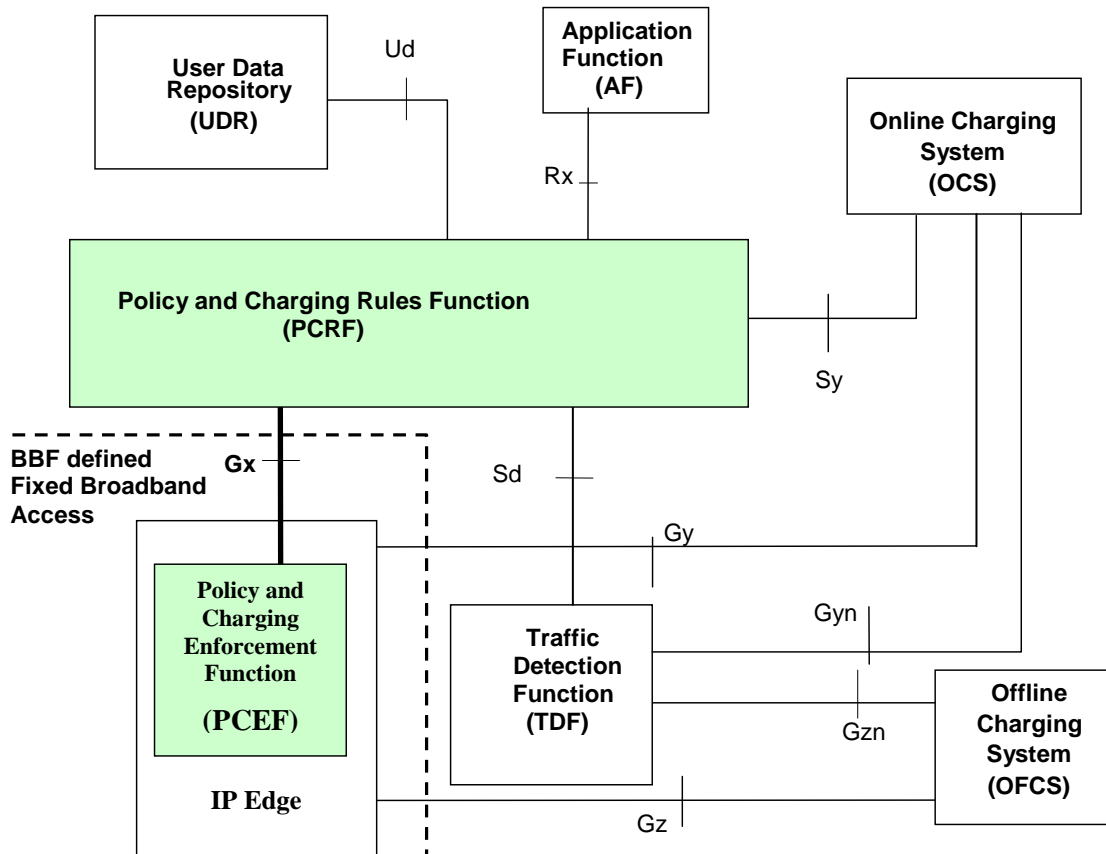 User Data
Repository
(UDR)
Ud
Application
Function
(AF)
Rx
Online Charging
System
(OCS)
Policy and Charging Rules Function
(PCRF)
Sy
BBF defined
Fixed Broadband
Access
Gx
Sd
Gy
Policy and
Charging
Enforcement
Function
(PCEF)
IP Edge
Traffic
Detection
Function
(TDF)
Gyn
Gzn
Offline
Charging
System
(OFCS)
Gz